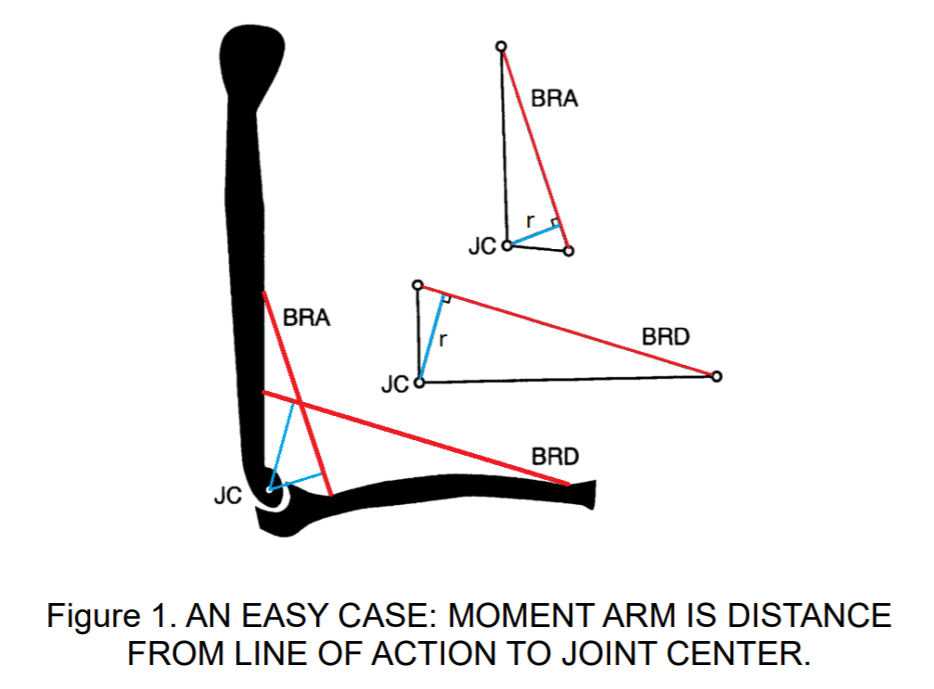 BRA
r
JC
BRA
r
BRD
JC
BRD
JC
Figure 1. AN EASY CASE: MOMENT ARM IS DISTANCE
FROM LINE OF ACTION TO JOINT CENTER.